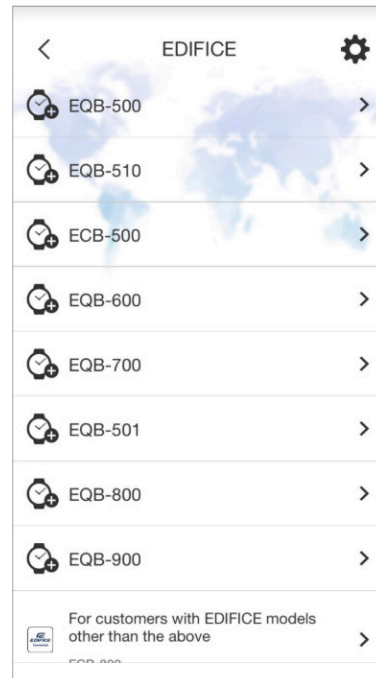 EDIFICE
EQB-500
EQB-510
ECB-500
EQB-600
EQB-700
EQB-501
EQB-800
EQB-900
For customers with EDIFICE models
other than the above
EDIFICE